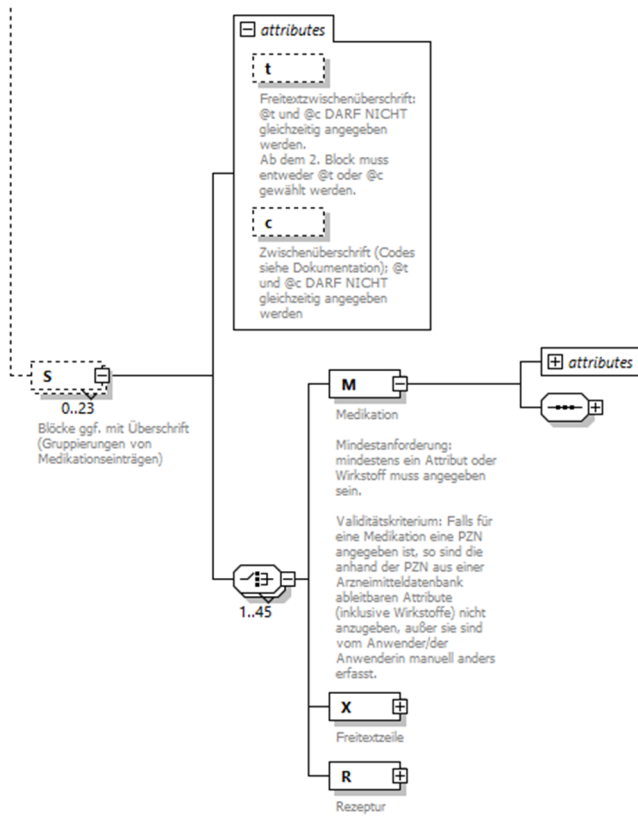 attributes
t
Freitextzwischenüberschrift:
@t und @c DARF NICHT
gleichzeitig angegeben
werden.
Ab dem 2. Block muss
entweder @t oder @c
gewählt werden.
c
Zwischenüberschrift (Codes
siehe Dokumentation); @t
und @c DARF NICHT
gleichzeitig angegeben
werden
S
0..23
Blöcke ggf. mit Überschrift
(Gruppierungen von
Medikationseinträgen)
M
attributes
Medikation
Mindestanforderung:
mindestens ein Attribut oder
Wirkstoff muss angegeben
sein.
Validitätskriterium: Falls für
eine Medikation eine PZN
angegeben ist, so sind die
anhand der PZN aus einer
Arzneimitteldatenbank
ableitbaren Attribute
(inklusive Wirkstoffe) nicht
anzugeben, außer sie sind
vom Anwender/der
Anwenderin manuell anders
erfasst.
1..45
X
Freitextzeile
R
Rezeptur